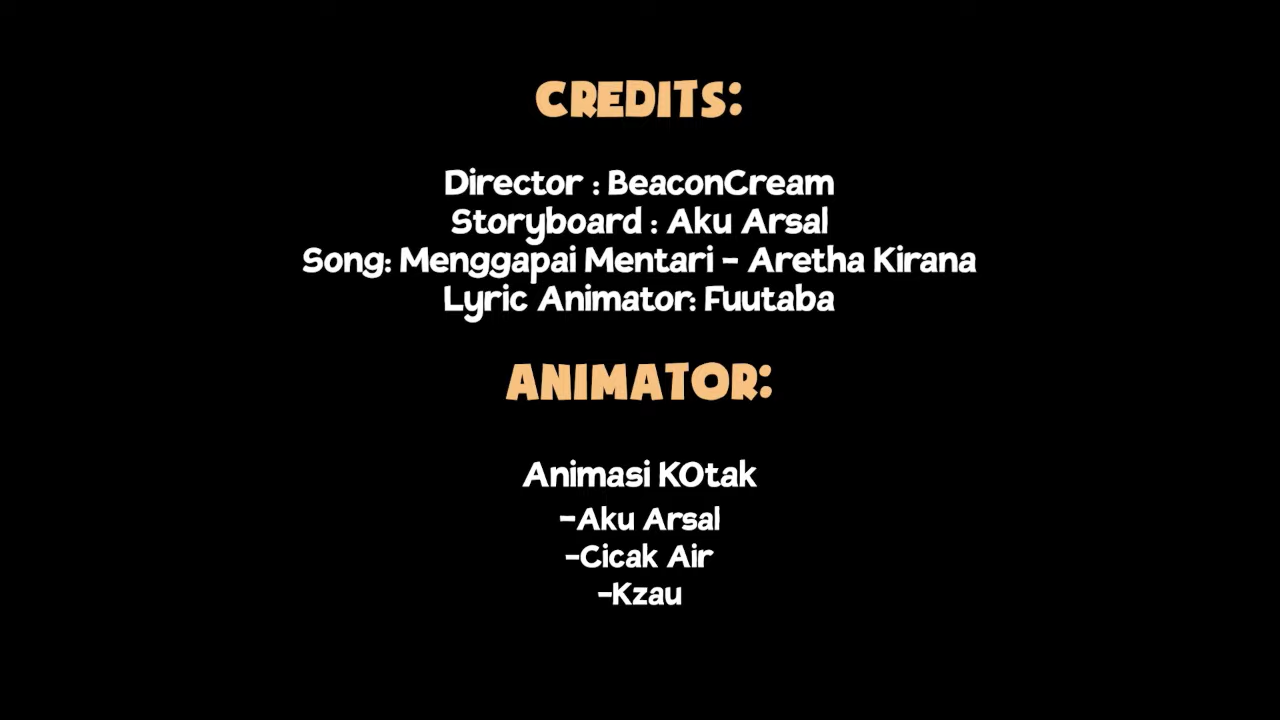 CREDITS:
Director : BeaconCream
Storyboard : Aku Arsal
Song: Menggapai Mentari - Aretha Kirana
Lyric Animator: Fuutaba
ANIMATOR:
Animasi KOtak
-Aku Arsal
-Cicak Air
-Kzau